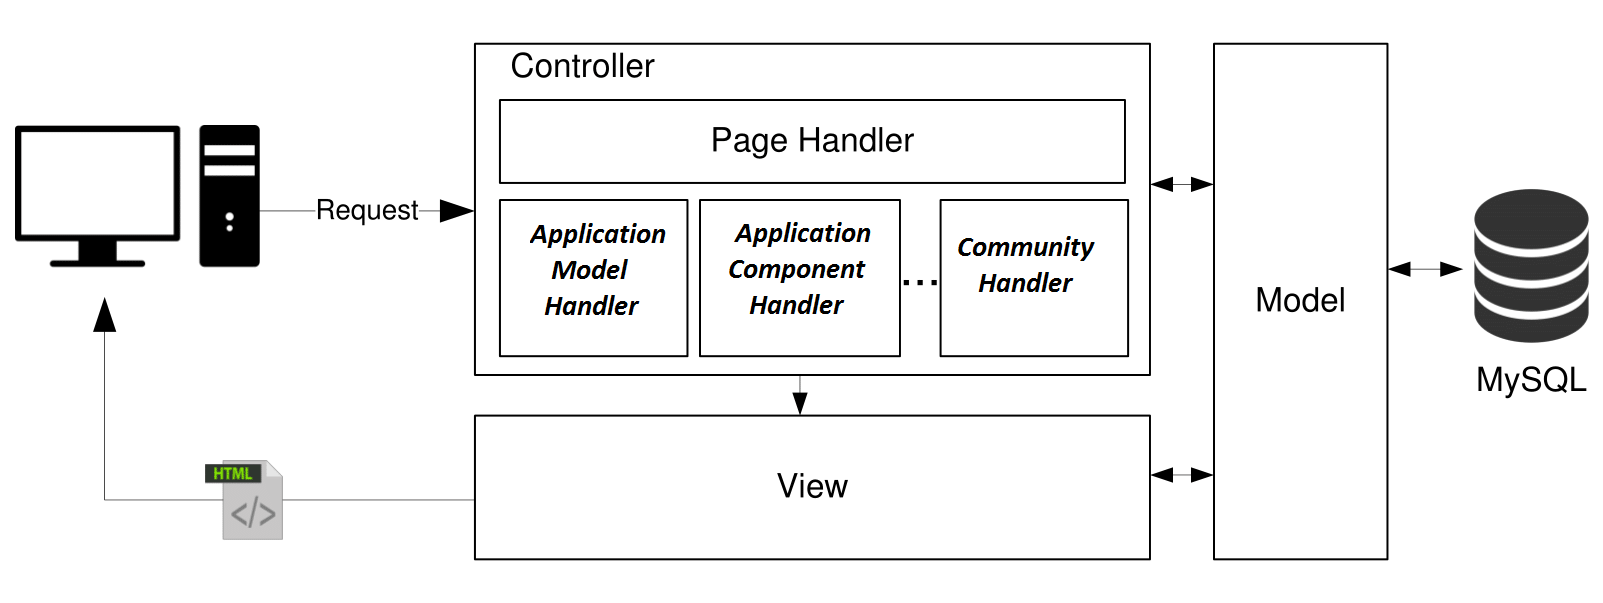 Controller
Page Handler
Request
Application
Model
Handler
Application
Component
Handler
...
Community
Handler
Model
MySQL
View
HTML
</>